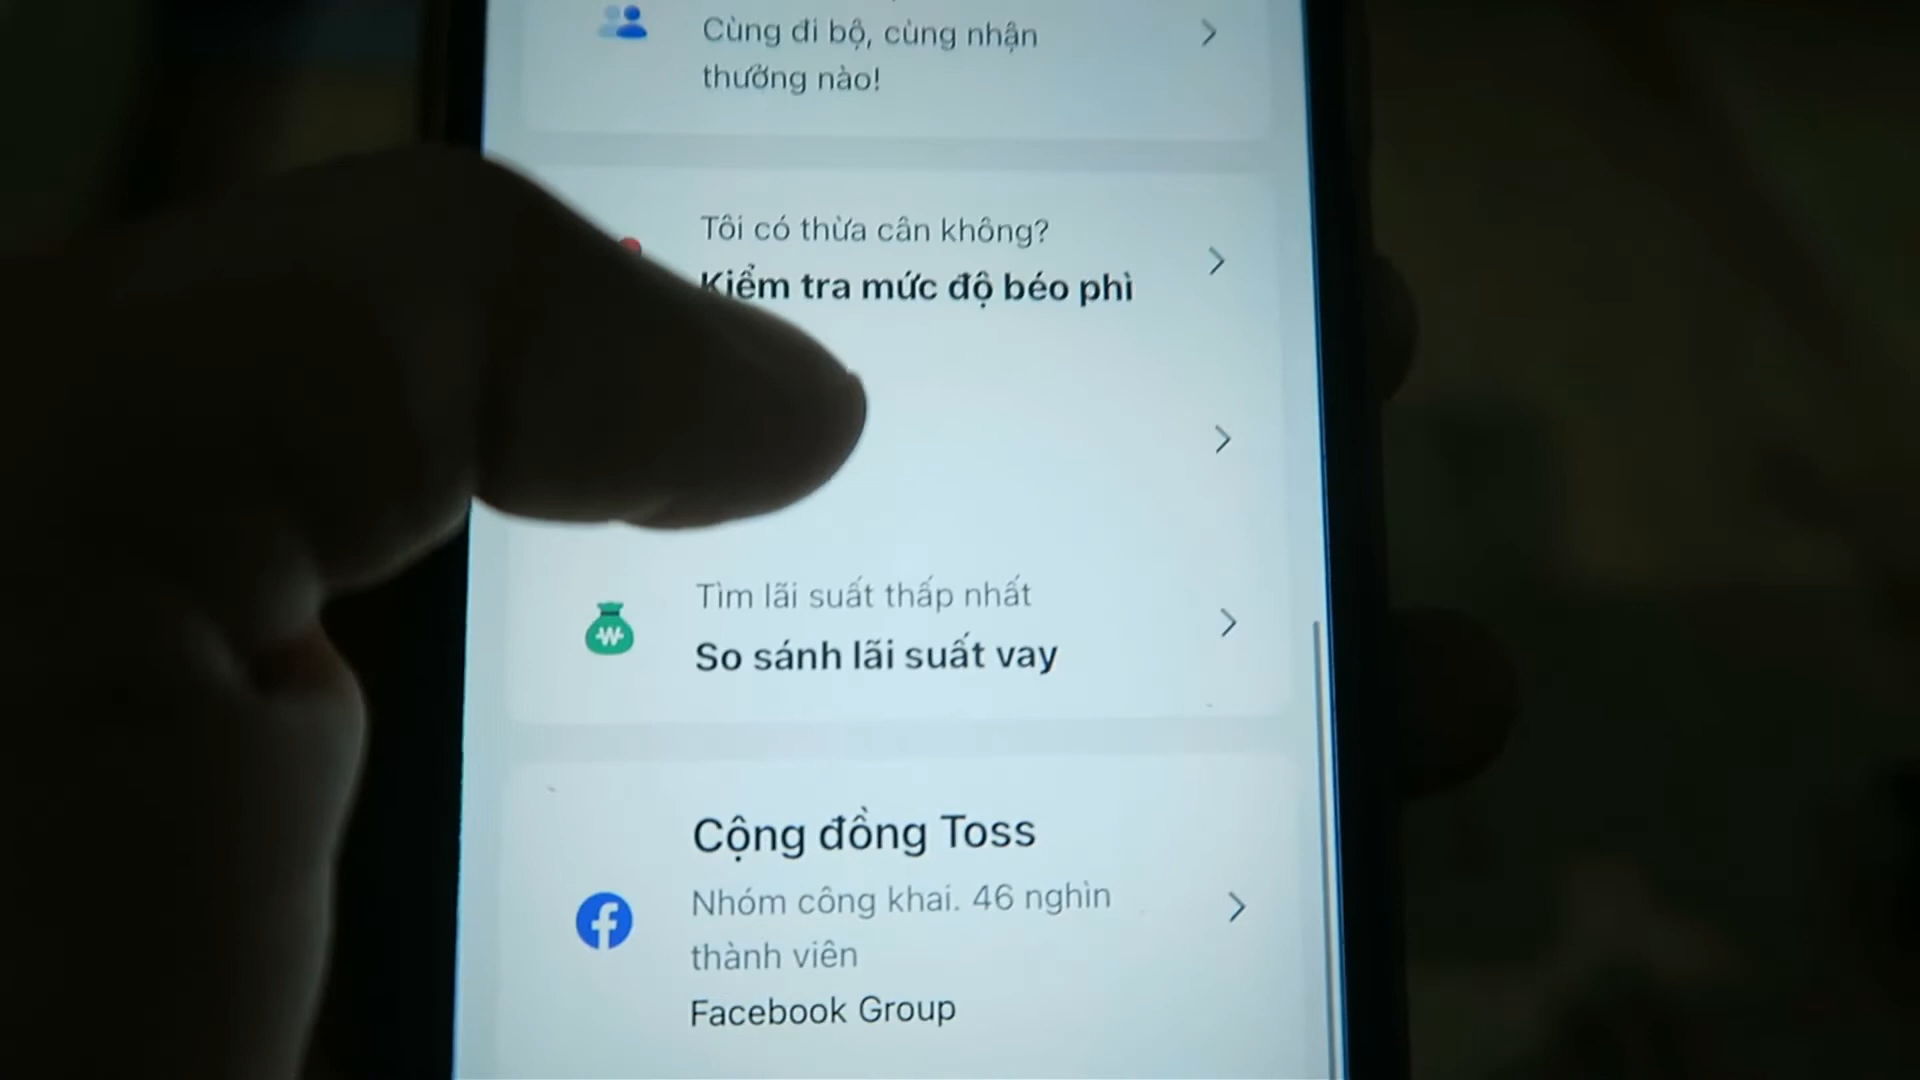 Cùng đi bộ, cùng nhận
thưởng nào!
Tôi có thừa cân không?
Kiểm tra mức độ béo phì
Tìm lãi suất thấp nhất
₩
So sánh lãi suất vay
Cộng đồng Toss
Nhóm công khai. 46 nghìn
thành viên
Facebook Group